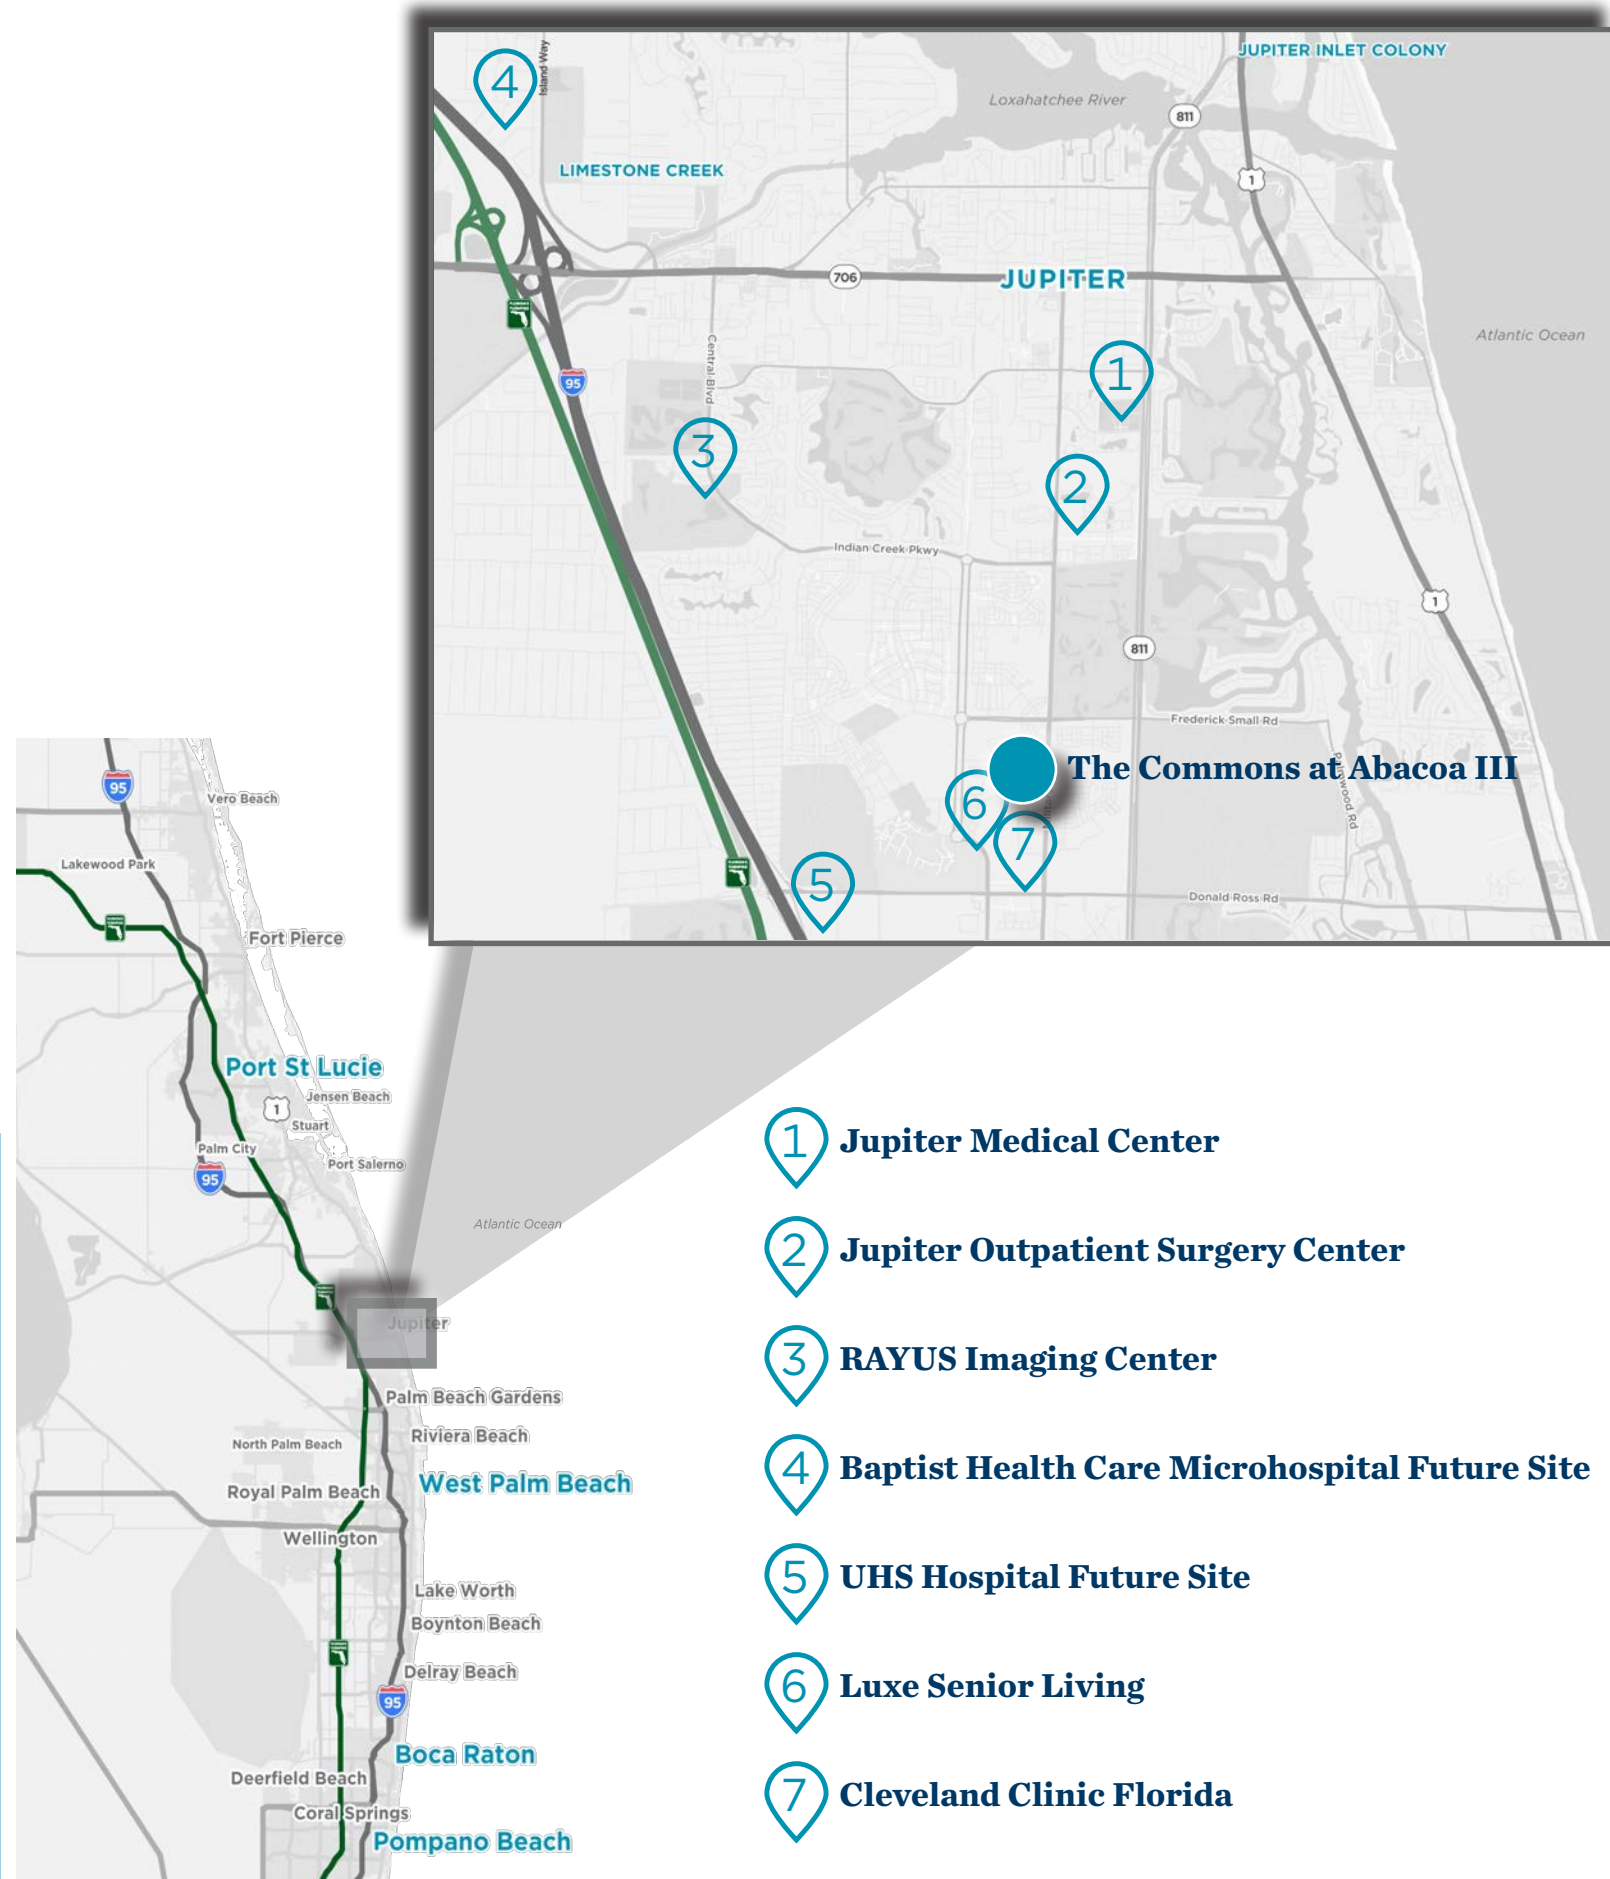 4
Island Way
JUPITER INLET COLONY
Loxahatchee River
811
LIMESTONE CREEK
1
706
JUPITER
Atlantic Ocean
Central Blvd
95
1
3
2
Indian Creek Pkwy
1
811
Frederick Small Rd
The Commons at Abacoa III
6
7
5
Donald Ross Rd
95
Vero Beach
Lakewood Park
Fort Pierce
Port St Lucie
1
Jensen Beach
Stuart
Palm City
Port Salerno
95
Atlantic Ocean
Jupiter
Palm Beach Gardens
Riviera Beach
North Palm Beach
West Palm Beach
Royal Palm Beach
Wellington
Lake Worth
Boynton Beach
Delray Beach
95
Boca Raton
Deerfield Beach
Coral Springs
Pompano Beach
1 Jupiter Medical Center
2 Jupiter Outpatient Surgery Center
3 RAYUS Imaging Center
4 Baptist Health Care Microhospital Future Site
5 UHS Hospital Future Site
6 Luxe Senior Living
7 Cleveland Clinic Florida